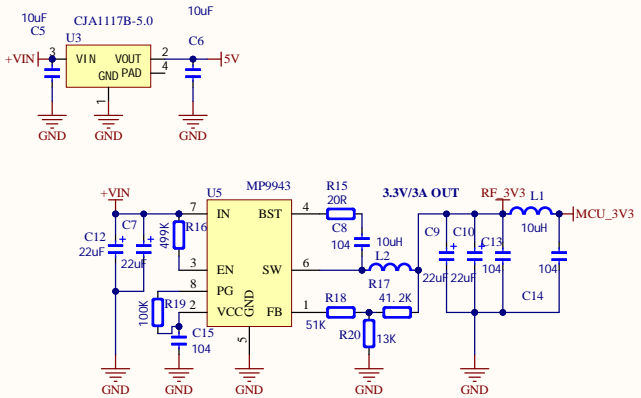 10uF
C5
CJA1117B-5.0
U3
C6
10uF
+VIN
3
VIN
VOUT
2
5V
GND
PAD
4
1
GND
GND
GND
+VIN
U5
MP9943
R15
20R
3.3V/3A OUT
RF_3V3
L1
7
IN
BST
4
C8
104
10uH
MCU_3V3
C12
22uF
C7
22uF
R16
499K
10uH
L2
C9
22uF
C10
22uF
C13
104
104
C14
3
EN
SW
6
8
PG
R17
41.2K
R19
100K
2
VCC
GND
FB
1
R18
51K
R20
13K
C15
104
5
GND
GND
GND
GND
GND